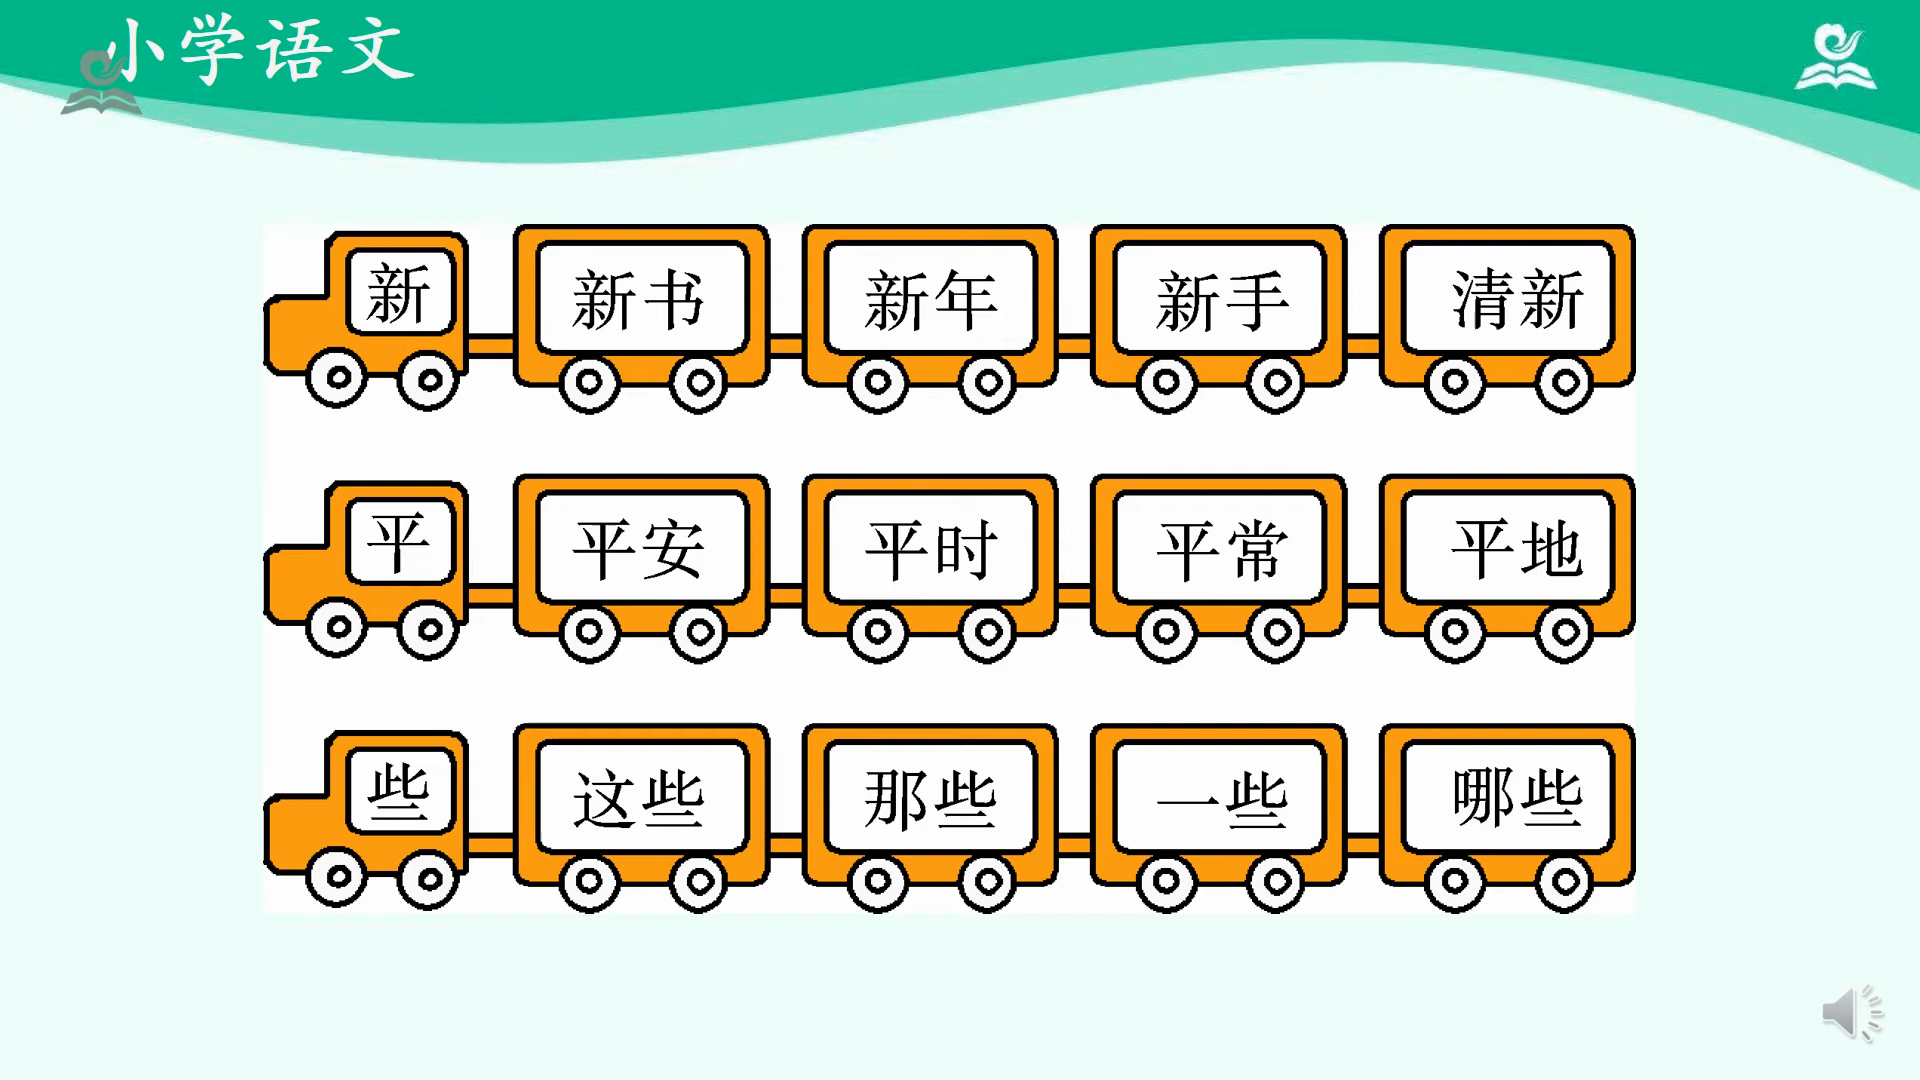 小学语文
新 新书 新年 新手 清新
平 平安 平时 平常 平地
些 这些 那些 一些 哪些